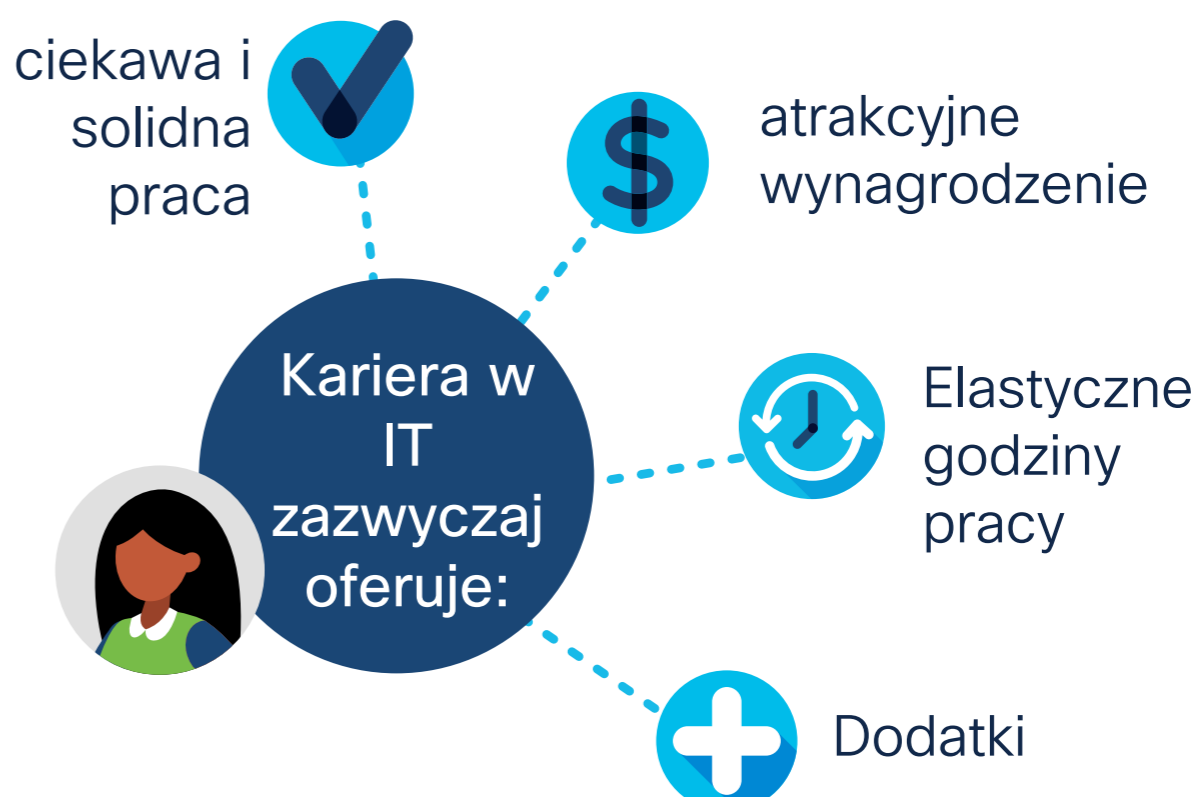 ciekawa i
solidna
praca
atrakcyjne
wynagrodzenie
Kariera w
IT
zazwyczaj
oferuje:
Elastyczne
godziny
pracy
Dodatki